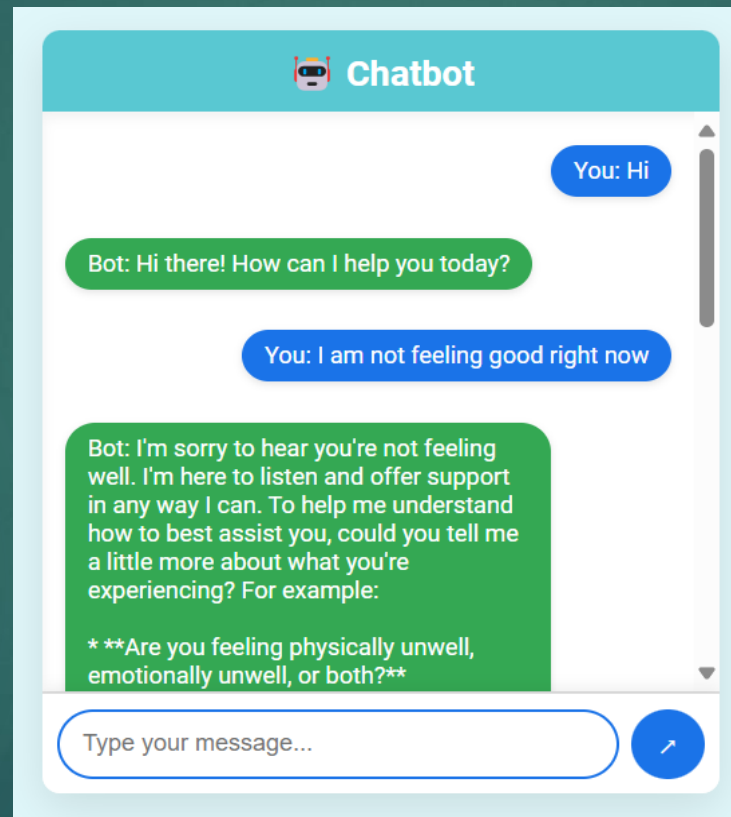 Chatbot
You: Hi
Bot: Hi there! How can I help you today?
You: I am not feeling good right now
Bot: I'm sorry to hear you're not feeling
well. I'm here to listen and offer support
in any way I can. To help me understand
how to best assist you, could you tell me
a little more about what you're
experiencing? For example:
* **Are you feeling physically unwell,
emotionally unwell, or both?**
Type your message...